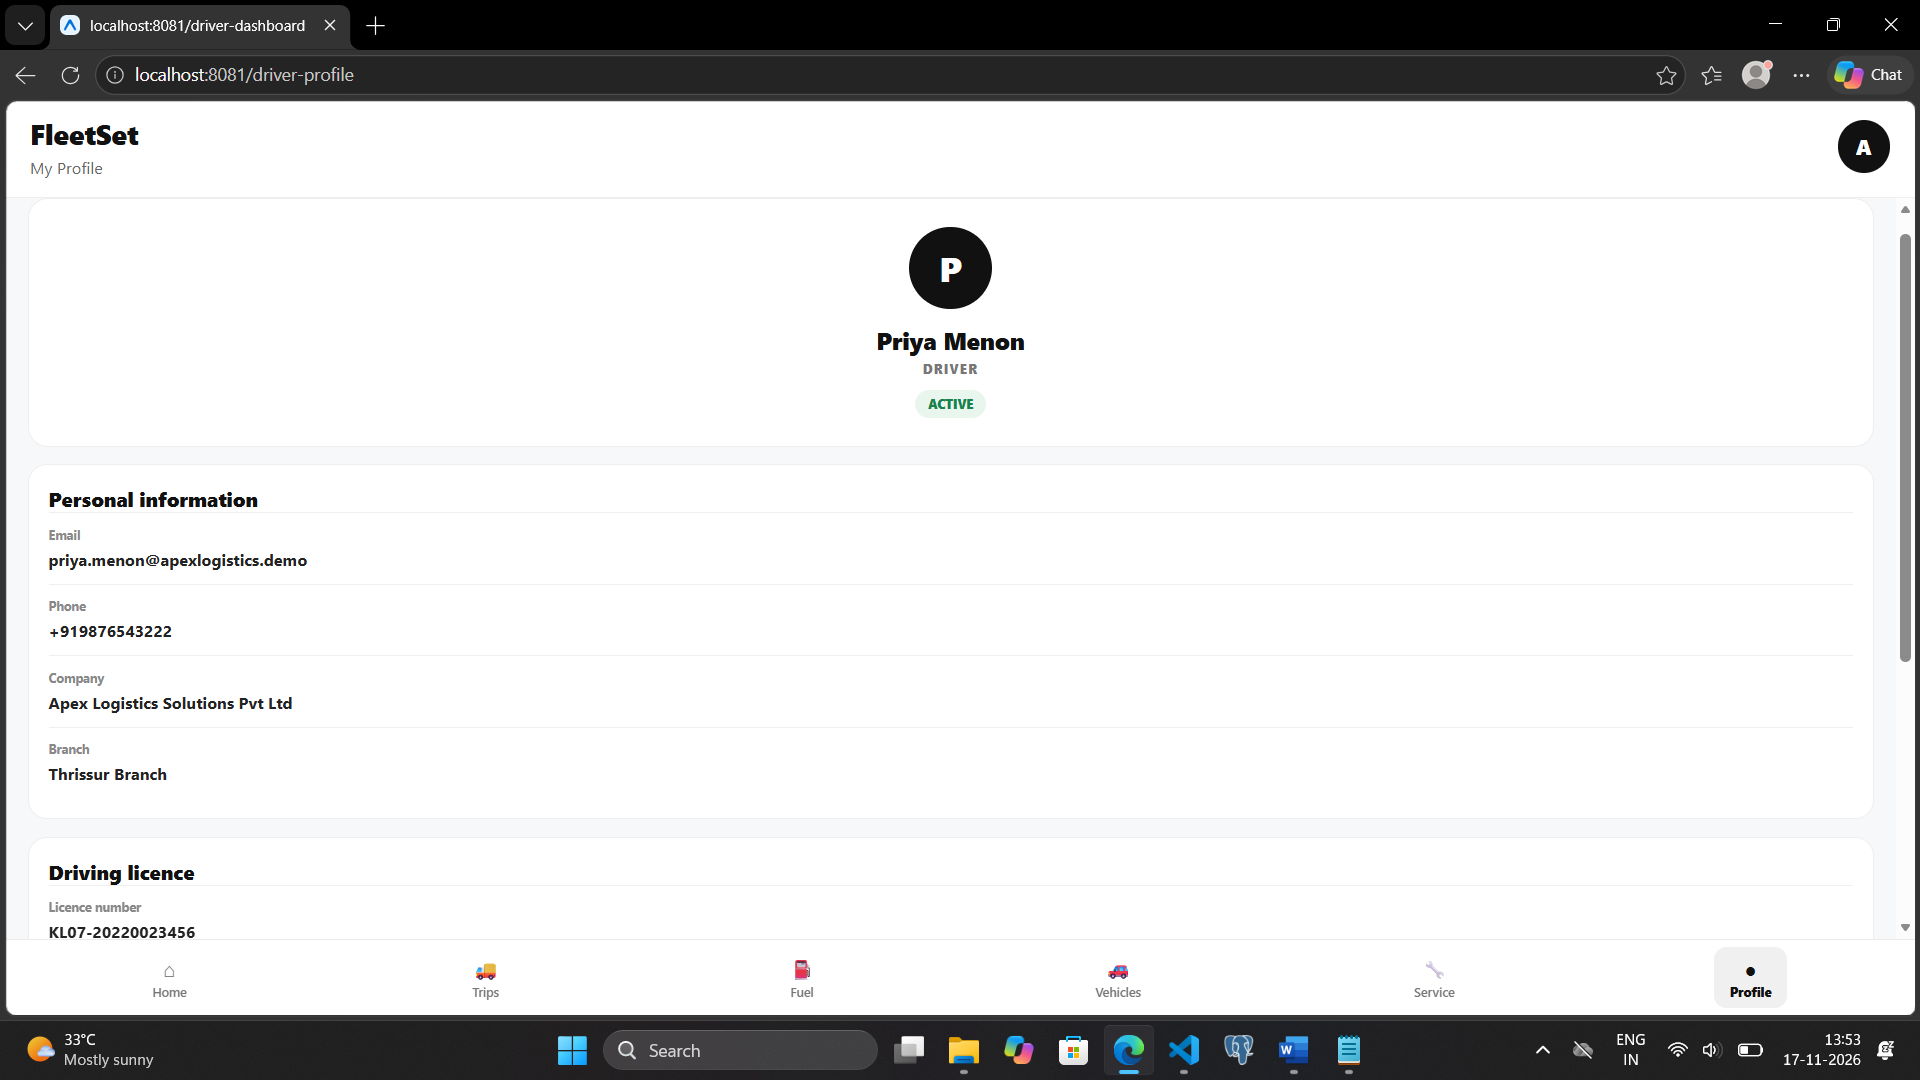 localhost:8081/driver-dashboard
localhost:8081/driver-profile
Chat
FleetSet
My Profile
A
P
Priya Menon
DRIVER
ACTIVE
Personal information
Email
priya.menon@apexlogistics.demo
Phone
+919876543222
Company
Apex Logistics Solutions Pvt Ltd
Branch
Thrissur Branch
Driving licence
Licence number
KL07-20220023456
Home
Trips
Fuel
Vehicles
Service
Profile
33°C
Mostly sunny
Search
ENG
IN
13:53
17-11-2026